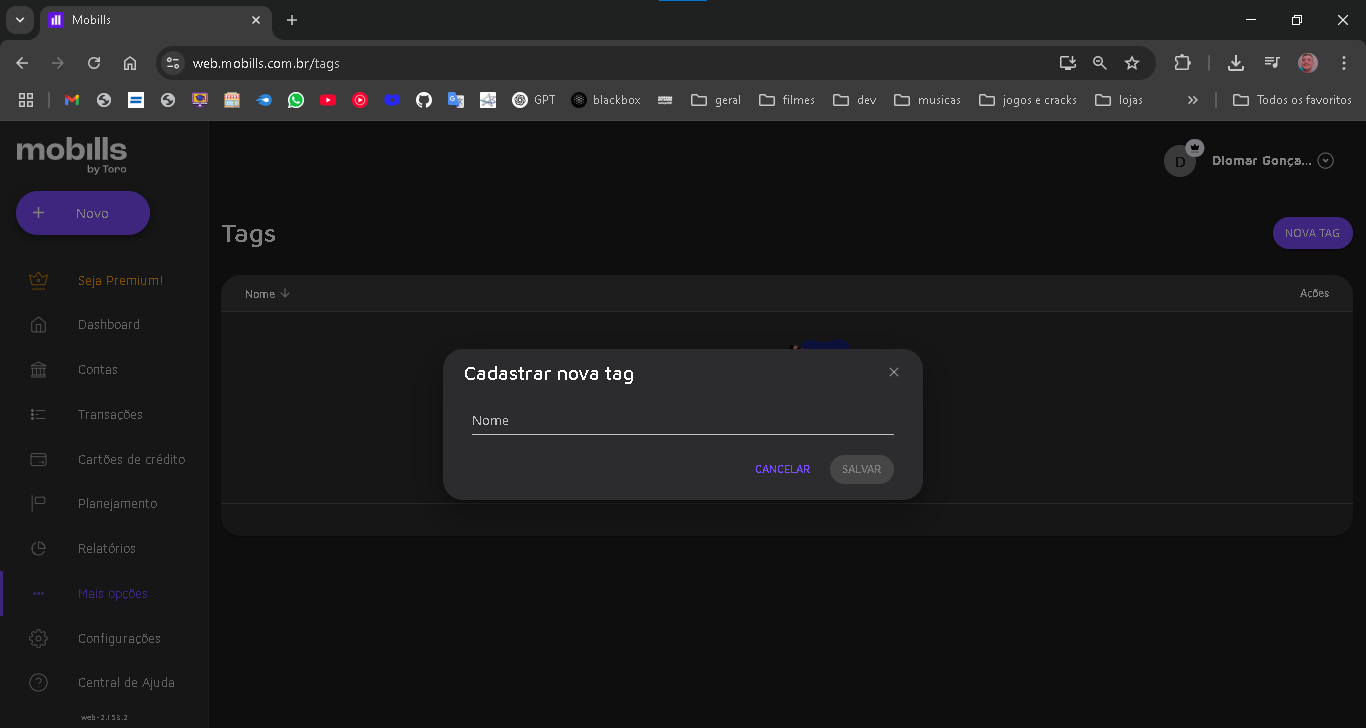 Mobills
web.mobills.com.br/tags
GPT
blackbox
geral
filmes
dev
musicas
jogos e cracks
lojas
Todos os favoritos
mobills
by Toro
D
Diomar Gonça...
Novo
Tags
NOVA TAG
Seja Premium!
Nome
Ações
Dashboard
Contas
Cadastrar nova tag
Transações
Nome
Cartões de crédito
CANCELAR
SALVAR
Planejamento
Relatórios
Mais opções
Configurações
Central de Ajuda
web-2.153.2